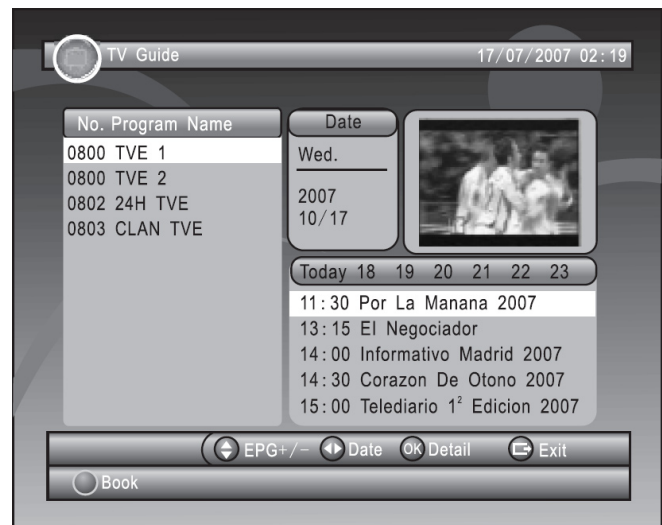 TV Guide 17/07/2007 02:19
No. Program Name
0800 TVE 1
0800 TVE 2
0802 24H TVE
0803 CLAN TVE
Date
Wed.
2007
10/17
Today 18 19 20 21 22 23
11:30 Por La Manana 2007
13:15 El Negociador
14:00 Informativo Madrid 2007
14:30 Corazon De Otono 2007
15:00 Telediario 1² Edicion 2007
EPG+/- Date OK Detail Exit
Book